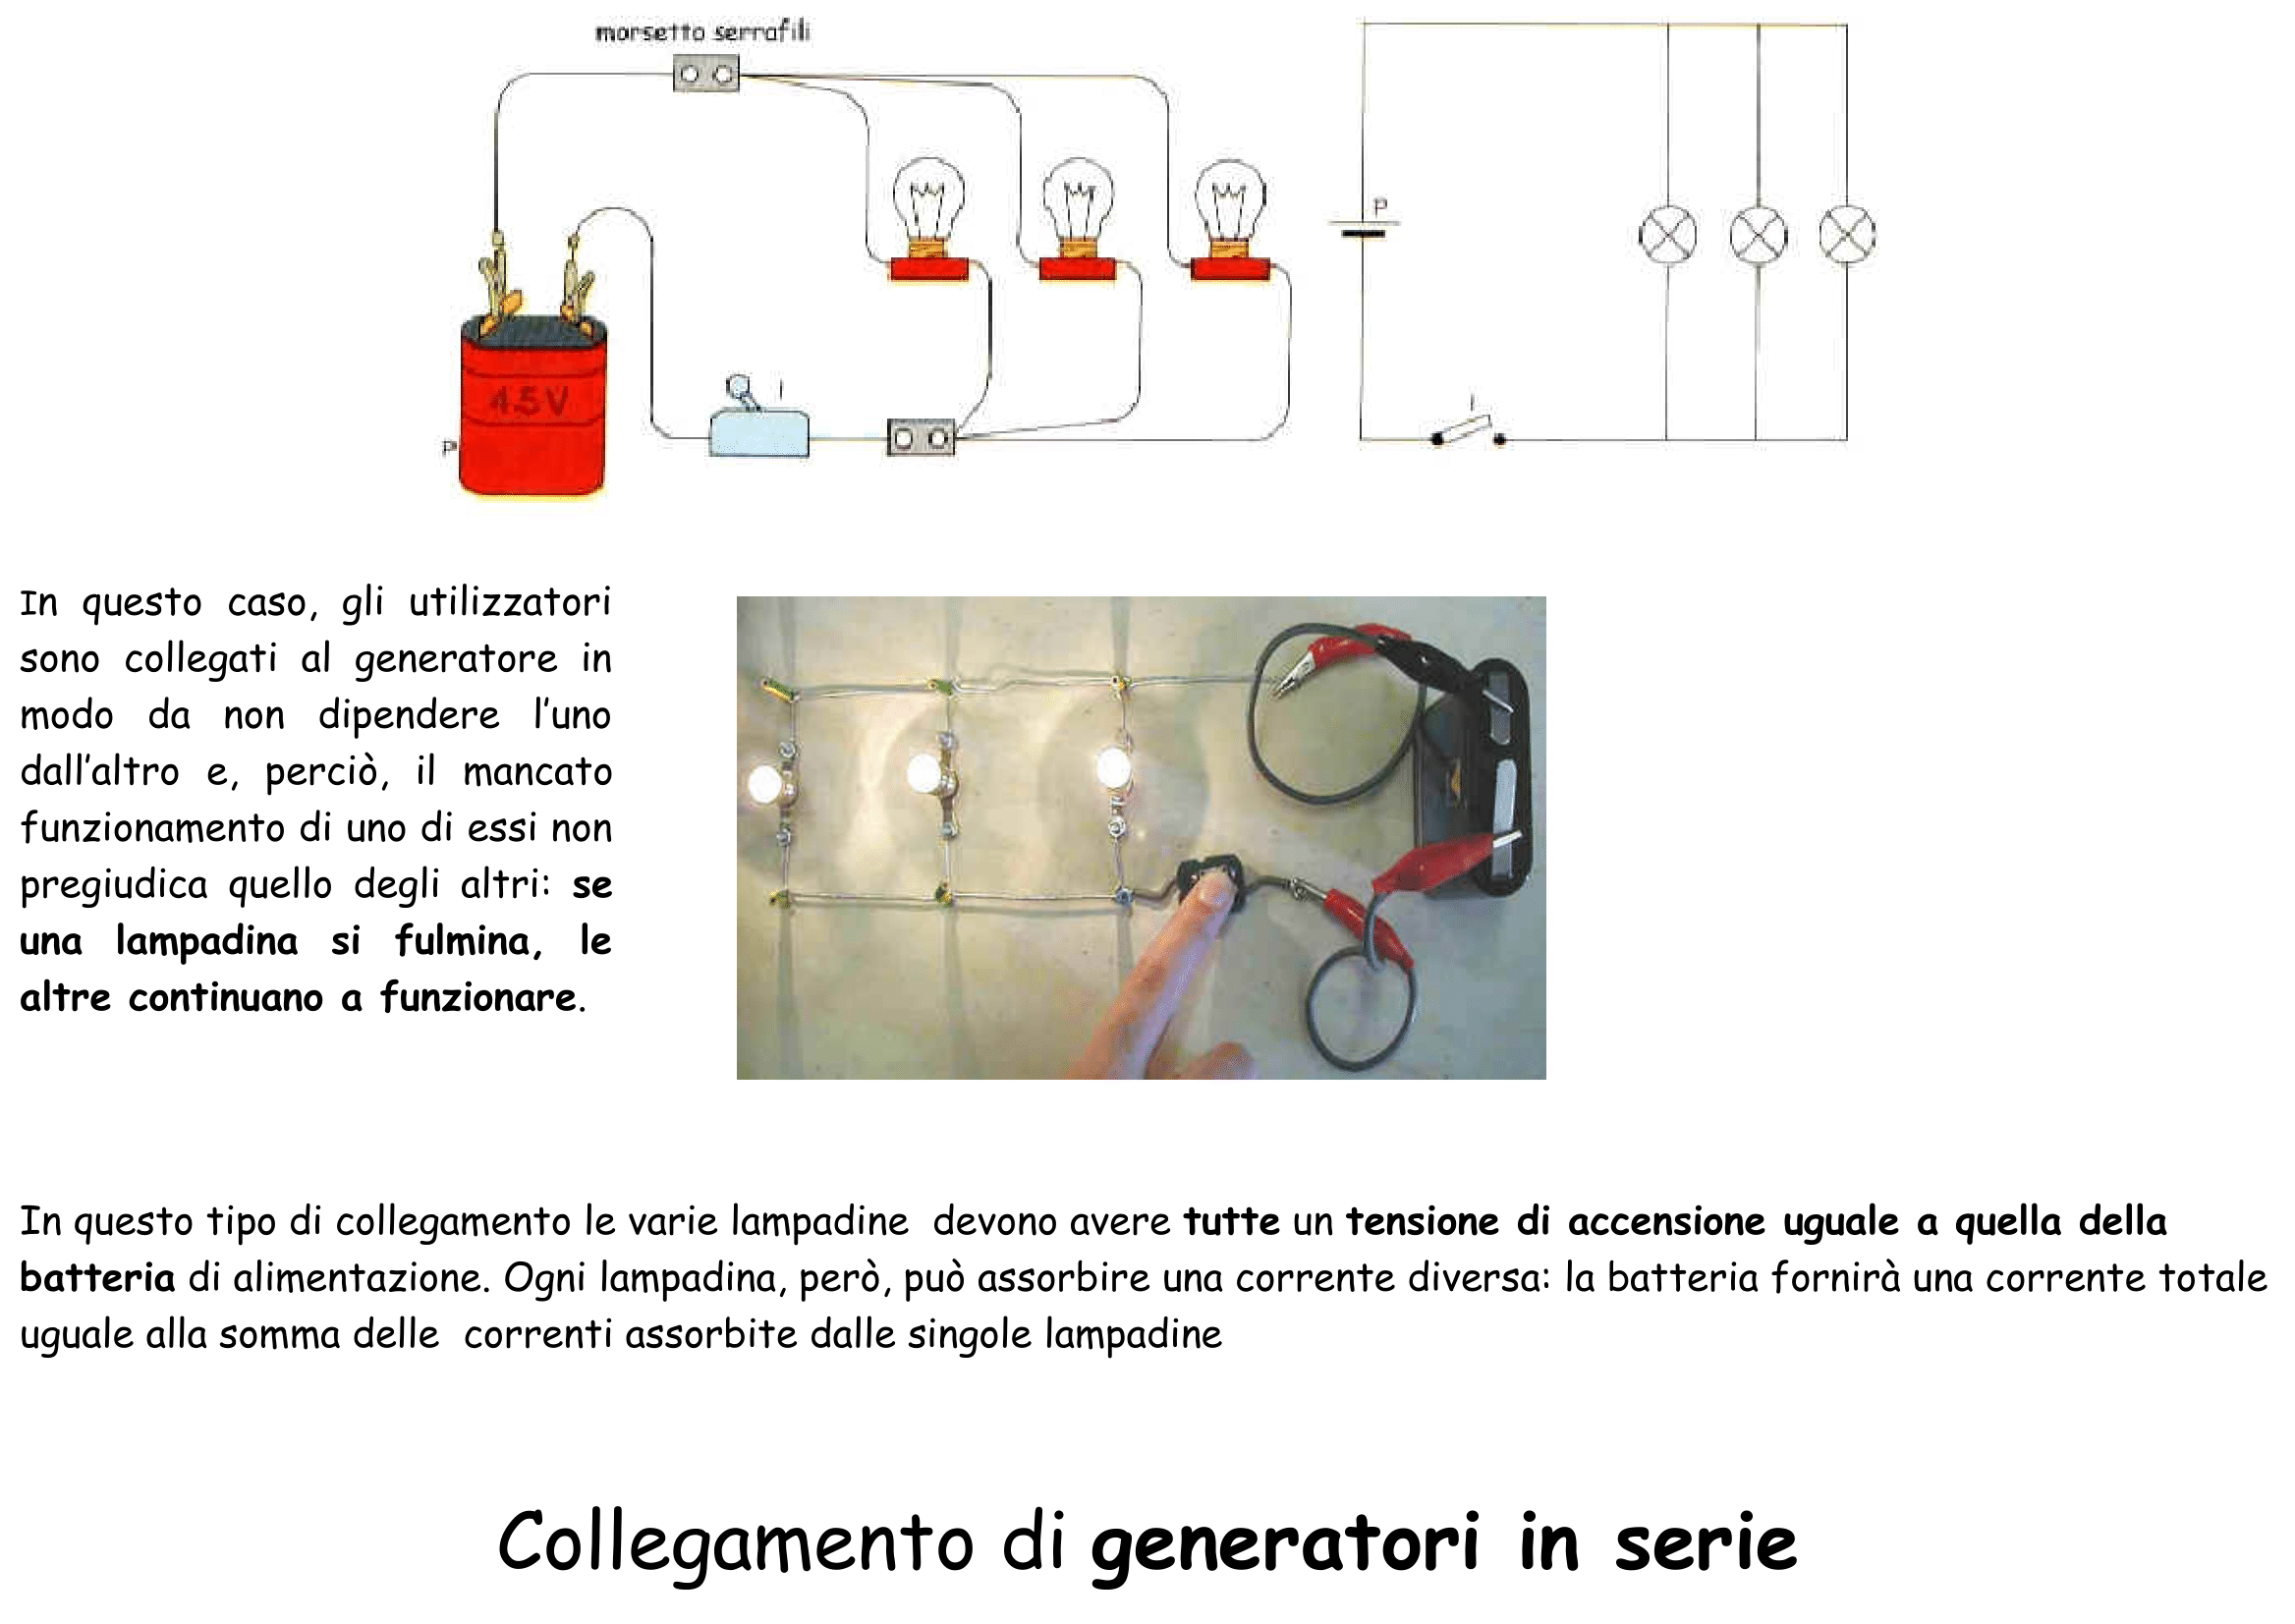 morsetto serrafili
P
4.5V
I
P
I
In questo caso, gli utilizzatori
sono collegati al generatore in
modo da non dipendere l'uno
dall'altro e, perciò, il mancato
funzionamento di uno di essi non
pregiudica quello degli altri: se
una lampadina si fulmina, le
altre continuano a funzionare.
In questo tipo di collegamento le varie lampadine devono avere tutte un tensione di accensione uguale a quella della
batteria di alimentazione. Ogni lampadina, però, può assorbire una corrente diversa: la batteria fornirà una corrente totale
uguale alla somma delle correnti assorbite dalle singole lampadine
Collegamento di generatori in serie